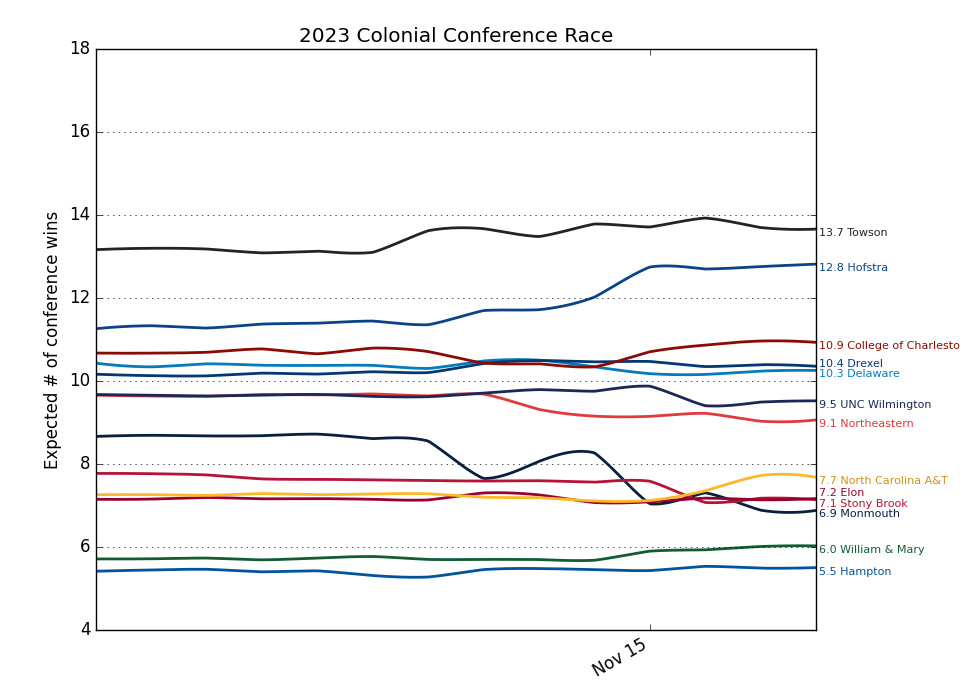 2023 Colonial Conference Race
18
16
14
12
10
8
6
4
Expected # of conference wins
Nov 15
13.7 Towson
12.8 Hofstra
10.9 College of Charlesto
10.4 Drexel
10.3 Delaware
9.5 UNC Wilmington
9.1 Northeastern
7.7 North Carolina A&T
7.2 Elon
7.1 Stony Brook
6.9 Monmouth
6.0 William & Mary
5.5 Hampton